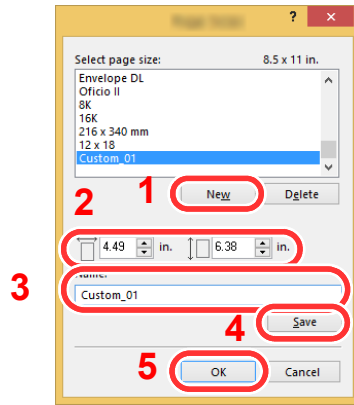 ? ×
Select page size: 8.5 x 11 in.
Envelope DL
Oficio II
8K
16K
216 x 340 mm
12 x 18
Custom_01
1 New Delete
2
4.49 in. 6.38 in.
3 Name:
Custom_01
4 Save
5 OK Cancel